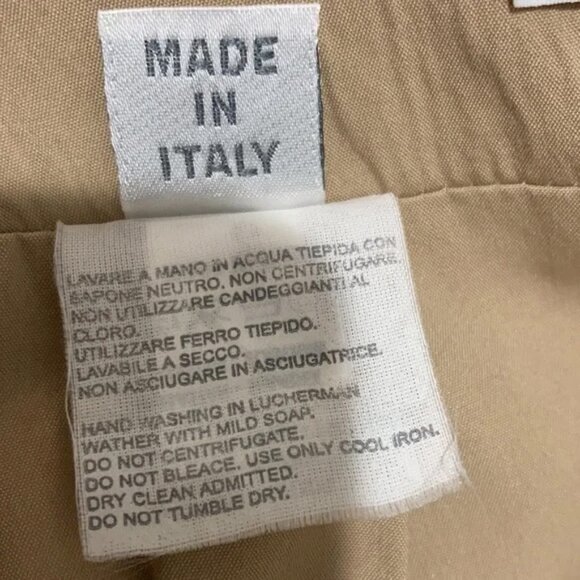 MADE
IN
ITALY
LAVARE A MANO IN ACQUA TIEPIDA CON
SAPONE NEUTRO. NON CENTRIFUGARE.
NON UTILIZZARE CANDEGGIANTI AL
CLORO.
UTILIZZARE FERRO TIEPIDO.
LAVABILE A SECCO.
NON ASCIUGARE IN ASCIUGATRICE.
HAND WASHING IN LUCHERMAN
WATHER WITH MILD SOAP.
DO NOT CENTRIFUGATE.
DO NOT BLEACE. USE ONLY COOL IRON.
DRY CLEAN ADMITTED.
DO NOT TUMBLE DRY.